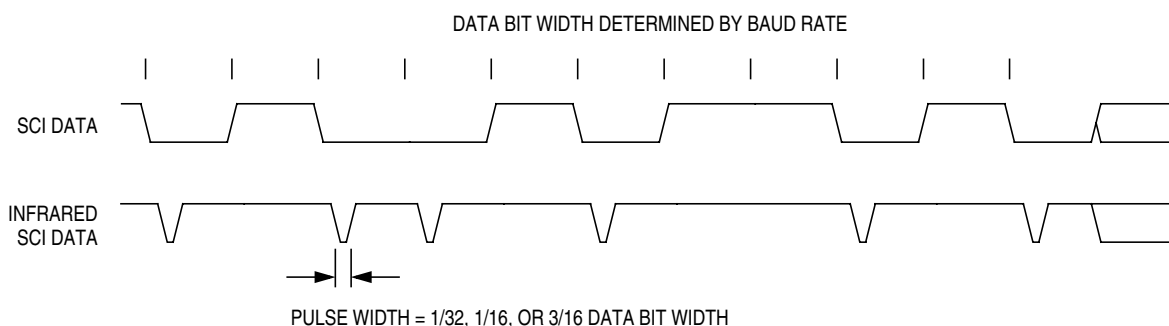 DATA BIT WIDTH DETERMINED BY BAUD RATE
SCI DATA
INFRARED
SCI DATA
PULSE WIDTH = 1/32, 1/16, OR 3/16 DATA BIT WIDTH